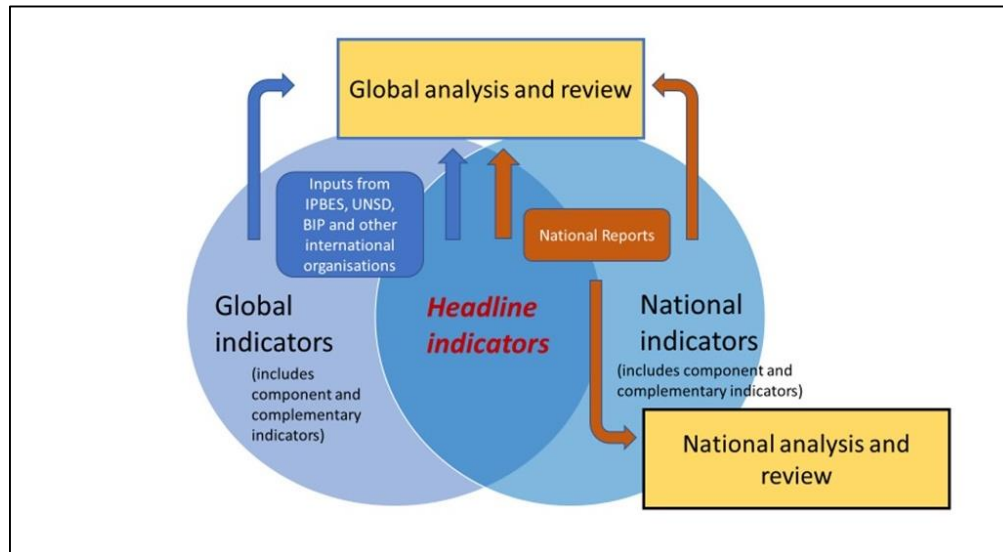 Global analysis and review
Inputs from
IPBES, UNSD,
BIP and other
international
organisations
National Reports
Global
indicators
(includes
component and
complementary
indicators)
Headline
indicators
National
indicators
(includes component and
complementary indicators)
National analysis and
review